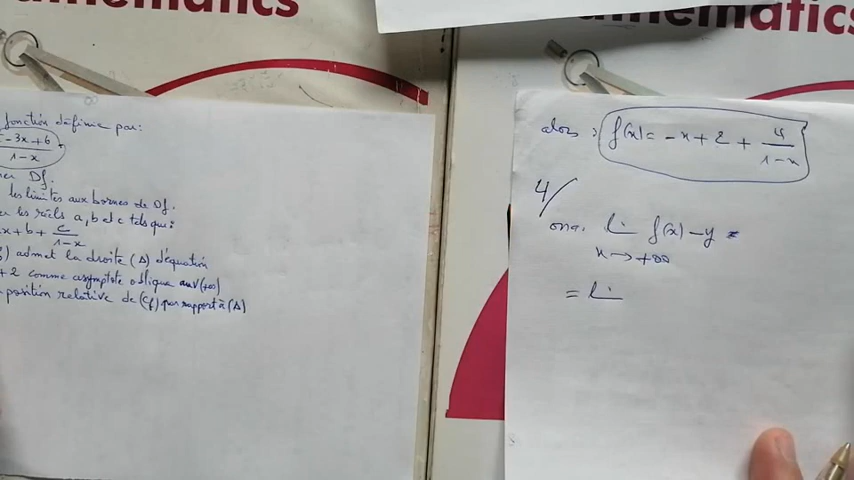 mathematics
fonction définie par:
-3x+6
1-x
Df.
les limites aux bornes de Df.
les réels a, b et c tels que:
x+b+ c
1-x
) admet la droite (Δ) d'équation
+2 comme asymptote oblique au V(+∞)
position relative de (Cf) par rapport à (Δ)
alors : f(x) = -x + 2 + 4
1-x
4/
on a: lim f(x) - y =
x → +∞
= lim